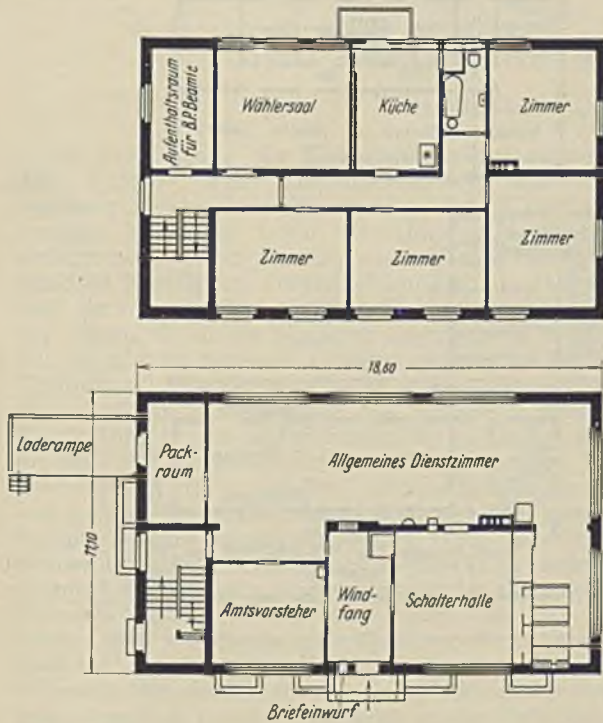 Aufenthaltsraum
für B.P. Beamte
Wählersaal
Küche
Zimmer
Zimmer
Zimmer
Zimmer
18,60
Laderampe
Pack-
raum
Allgemeines Dienstzimmer
11,10
Amtsvorsteher
Wind-
fang
Schalterhalle
Briefeinwurf